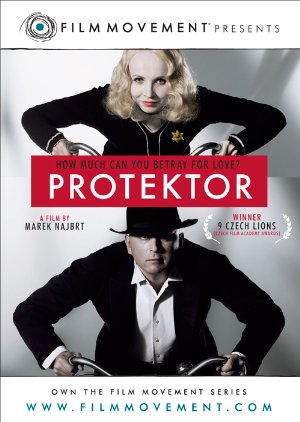 FILM MOVEMENT® PRESENTS
HOW MUCH CAN YOU BETRAY FOR LOVE?
PROTEKTOR
A FILM BY
MAREK NAJBRT
WINNER
9 CZECH LIONS
[CZECH FILM ACADEMY AWARDS]
OWN THE FILM MOVEMENT SERIES
WWW.FILMMOVEMENT.COM